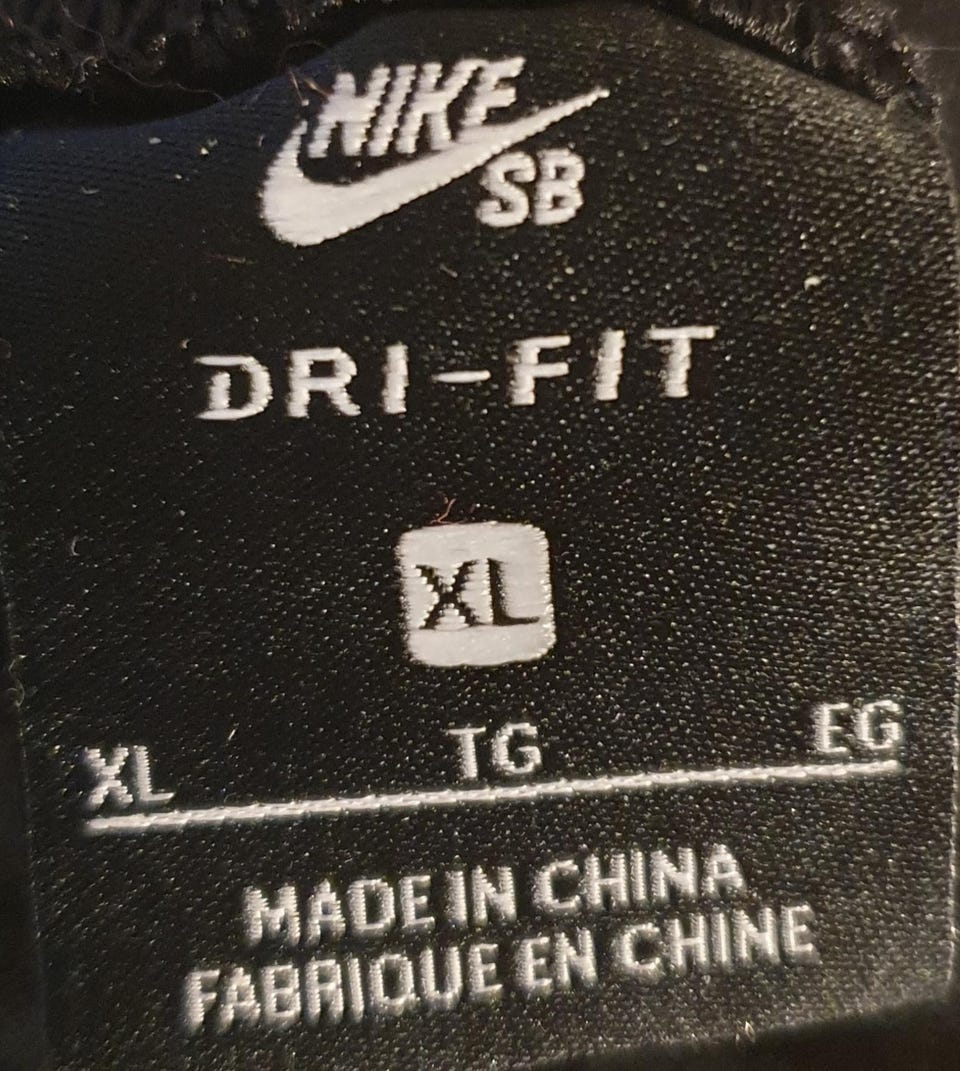 NIKE
SB
DRI-FIT
XL
XL TG EG
MADE IN CHINA
FABRIQUE EN CHINE